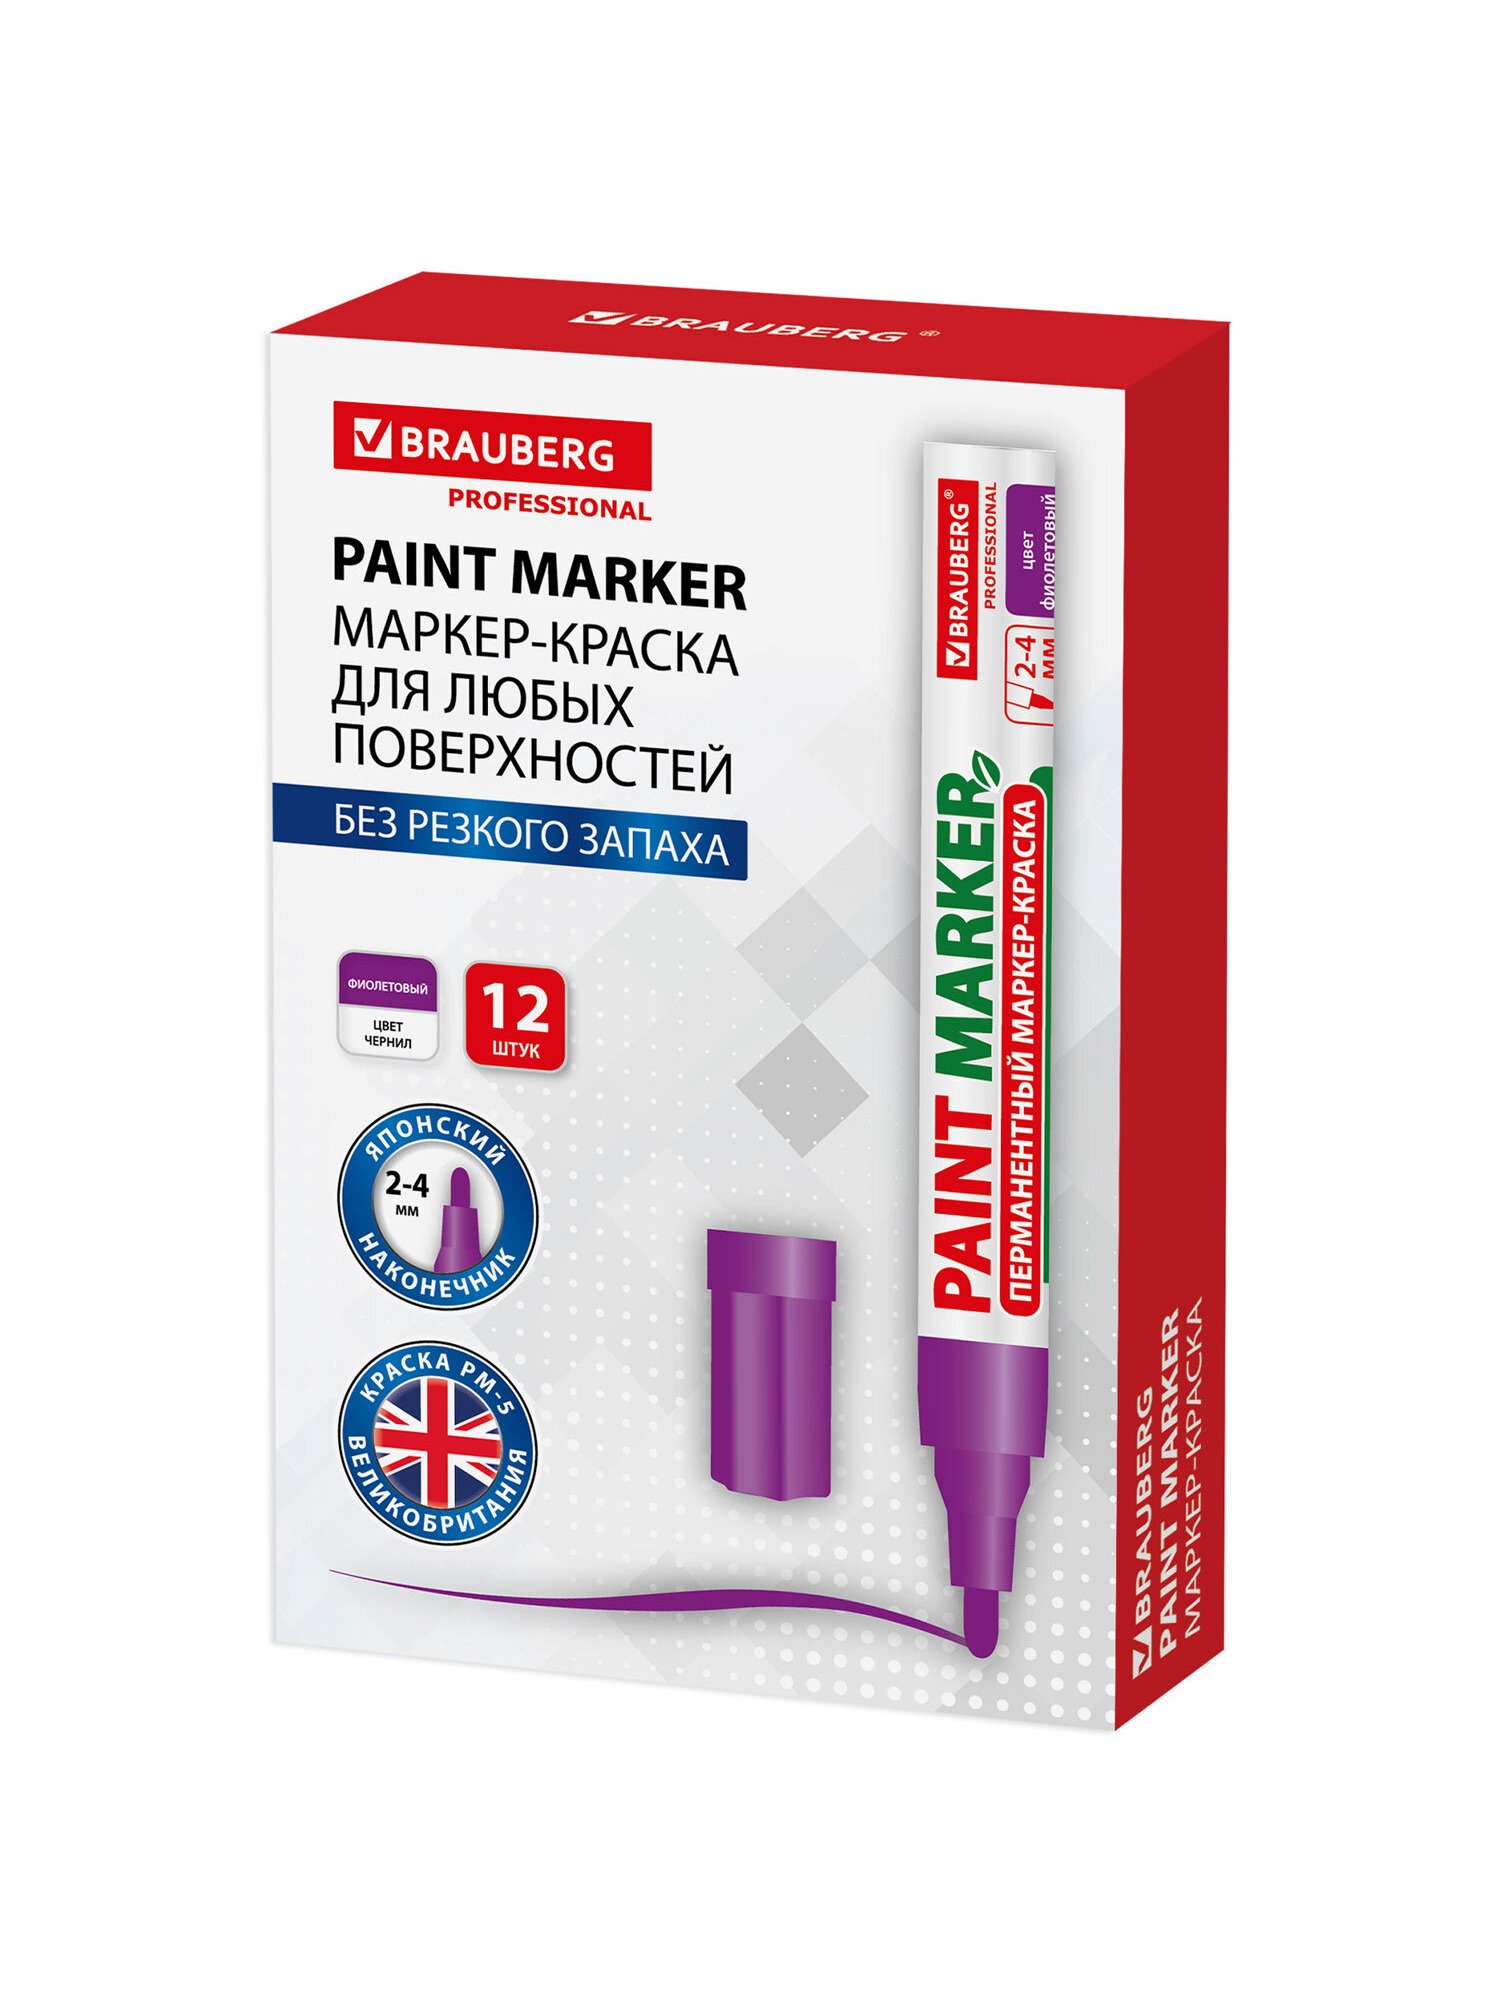 BRAUBERG ®
BRAUBERG
PROFESSIONAL
PAINT MARKER
МАРКЕР-КРАСКА
ДЛЯ ЛЮБЫХ
ПОВЕРХНОСТЕЙ
БЕЗ РЕЗКОГО ЗАПАХА
ФИОЛЕТОВЫЙ
ЦВЕТ
ЧЕРНИЛ
12
ШТУК
ЯПОНСКИЙ
2-4
мм
НАКОНЕЧНИК
КРАСКА РМ-5
ВЕЛИКОБРИТАНИЯ
BRAUBERG®
PROFESSIONAL
цвет
фиолетовый
2-4
мм
PAINT MARKER
ПЕРМАНЕНТНЫЙ МАРКЕР-КРАСКА
BRAUBERG
PAINT MARKER
МАРКЕР-КРАСКА